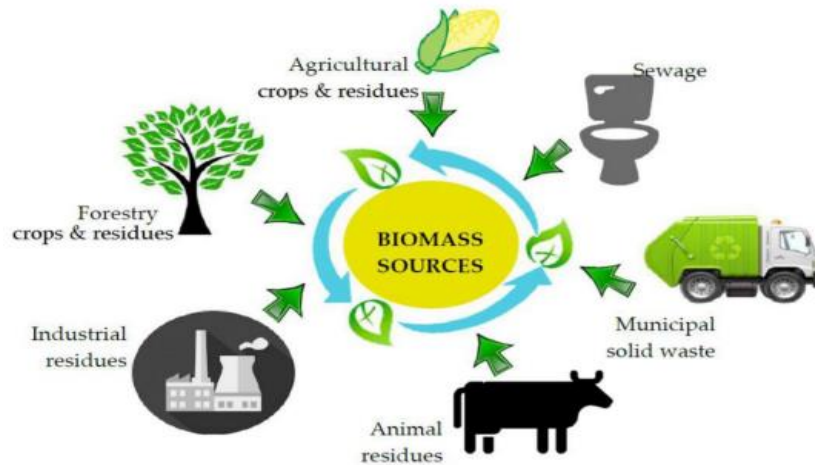 Agricultural
crops & residues
Sewage
Forestry
crops & residues
BIOMASS
SOURCES
Municipal
solid waste
Industrial
residues
Animal
residues